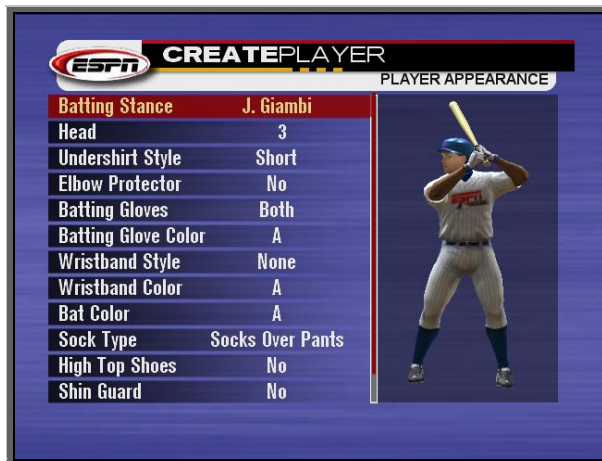 ESPN
CREATEPLAYER
PLAYER APPEARANCE
Batting Stance J. Giambi
Head 3
Undershirt Style Short
Elbow Protector No
Batting Gloves Both
Batting Glove Color A
Wristband Style None
Wristband Color A
Bat Color A
Sock Type Socks Over Pants
High Top Shoes No
Shin Guard No
ESPN